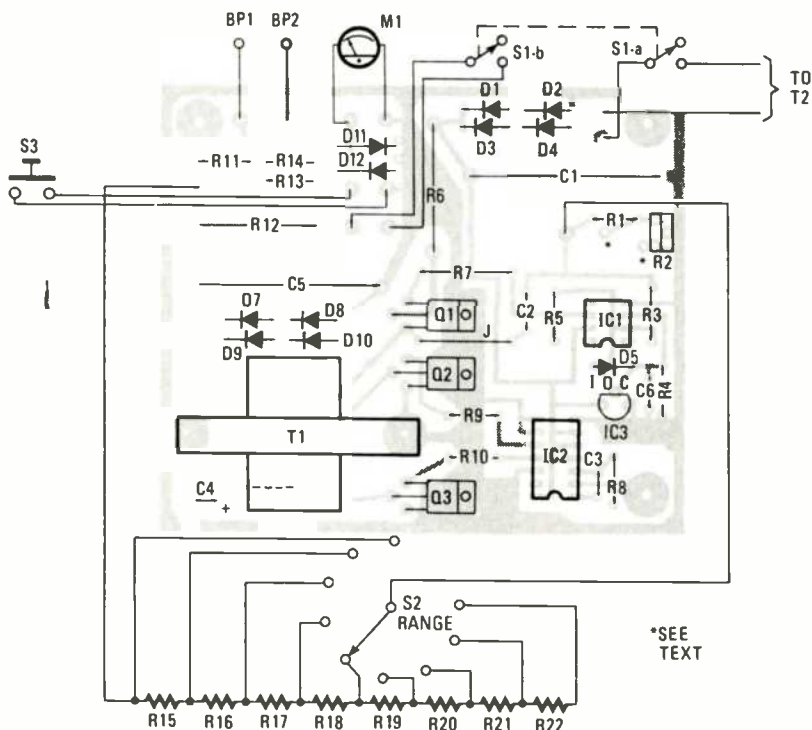 BP1 BP2 M1
S1-b S1-a
TO
T2
D1 D2
*
D3 D4
S3
D11
D12
R11 R14
R13
C1
R6
R12
R1
*
*
R2
R7
C5
D7 D8
D9 D10
Q1
C2
R5
IC1
R3
J
D5
I O C
C6
R4
Q2
IC3
T1
R9
R10
IC2
C3
R8
C4
+
Q3
S2
RANGE
*SEE
TEXT
R15 R16 R17 R18 R19 R20 R21 R22